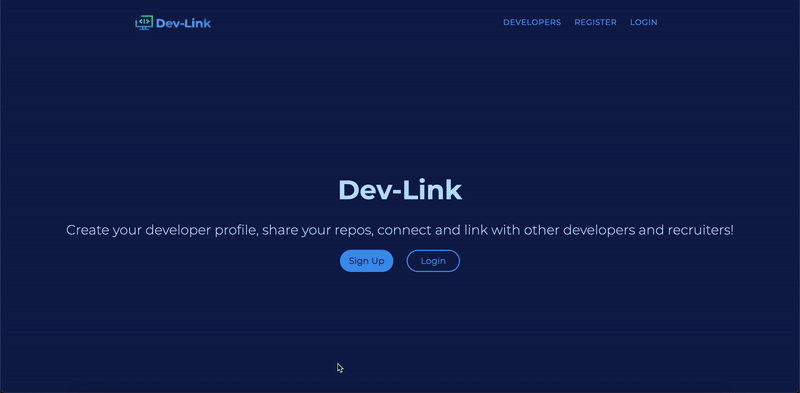 Dev-Link
DEVELOPERS REGISTER LOGIN
Dev-Link
Create your developer profile, share your repos, connect and link with other developers and recruiters!
Sign Up Login